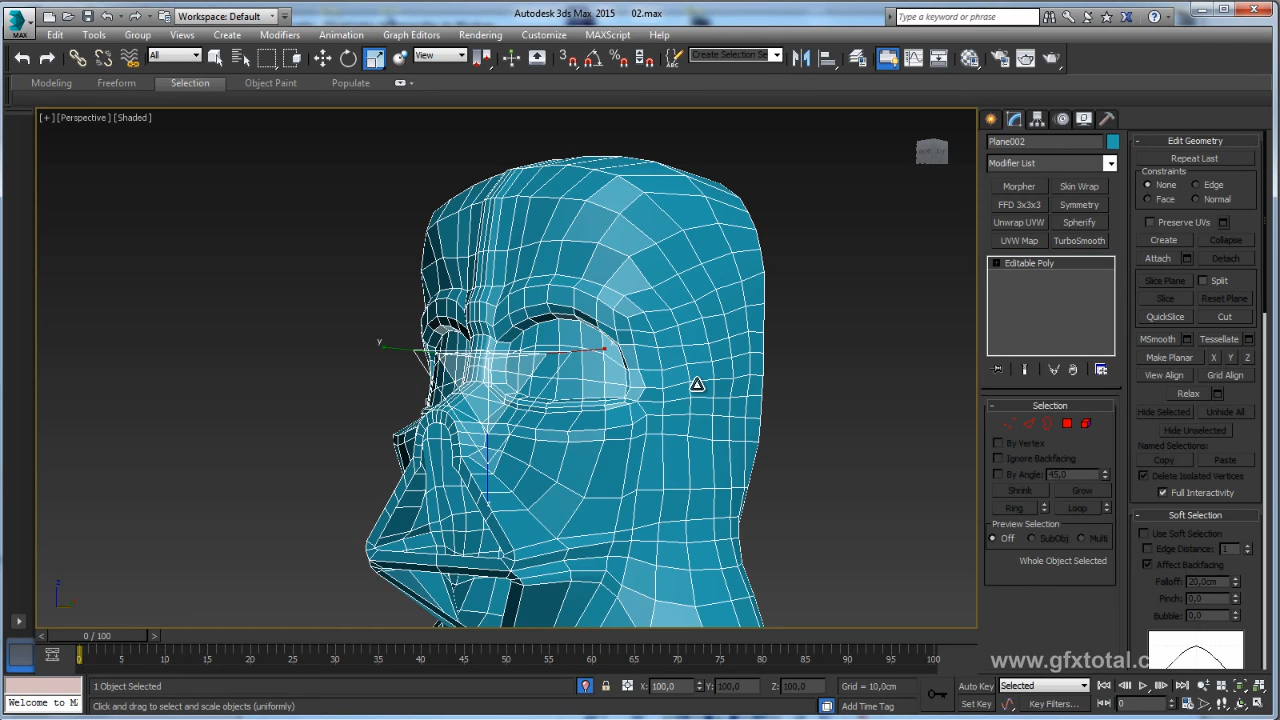 MAX
Workspace: Default
Autodesk 3ds Max 2015
02.max
Type a keyword or phrase
Edit Tools Group Views Create Modifiers Animation Graph Editors Rendering Customize MAXScript Help
All
View
Create Selection Se
Modeling Freeform Selection Object Paint Populate
[+] [Perspective] [Shaded]
y
z
z
Plane002
Modifier List
Morpher Skin Wrap
FFD 3x3x3 Symmetry
Unwrap UVW Spherify
UVW Map TurboSmooth
Editable Poly
Selection
By Vertex
Ignore Backfacing
By Angle: 45,0
Shrink Grow
Ring Loop
Preview Selection
Off SubObj Multi
Whole Object Selected
Edit Geometry
Repeat Last
Constraints
None Edge
Face Normal
Preserve UVs
Create Collapse
Attach Detach
Slice Plane Split
Slice Reset Plane
QuickSlice Cut
MSmooth Tessellate
Make Planar X Y Z
View Align Grid Align
Relax
Hide Selected Unhide All
Hide Unselected
Named Selections:
Copy Paste
Delete Isolated Vertices
Full Interactivity
Soft Selection
Use Soft Selection
Edge Distance: 1
Affect Backfacing
Falloff: 20,0cm
Pinch: 0,0
Bubble: 0,0
0 / 100
0 5 10 15 20 25 30 35 40 45 50 55 60 65 70 75 80 85 90 95 100
www.gfxtotal.c
1 Object Selected
X: 100,0 Y: 100,0 Z: 100,0
Grid = 10,0cm
Auto Key Selected
Welcome to M
Click and drag to select and scale objects (uniformly)
Add Time Tag
Set Key Key Filters... 0